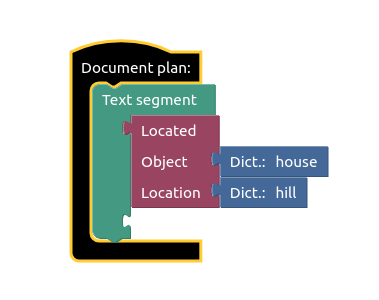 Document plan:
Text segment
Located
Object Dict.: house
Location Dict.: hill